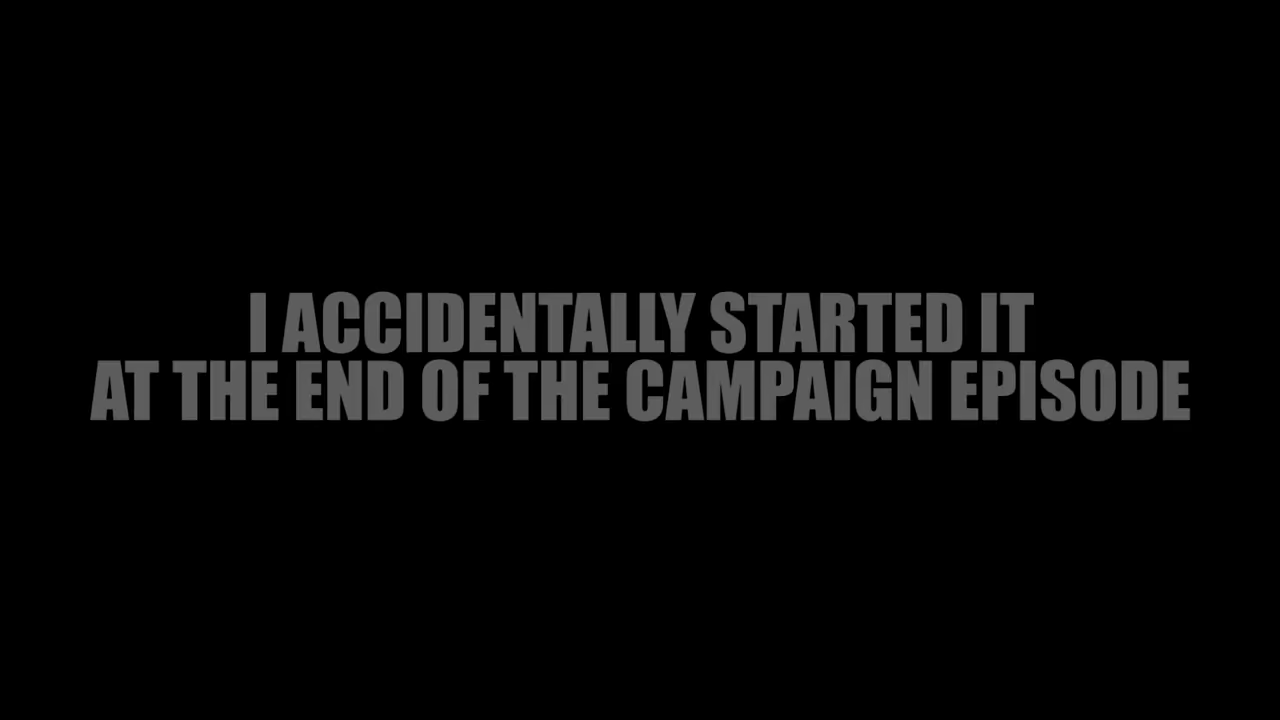 I ACCIDENTALLY STARTED IT
AT THE END OF THE CAMPAIGN EPISODE